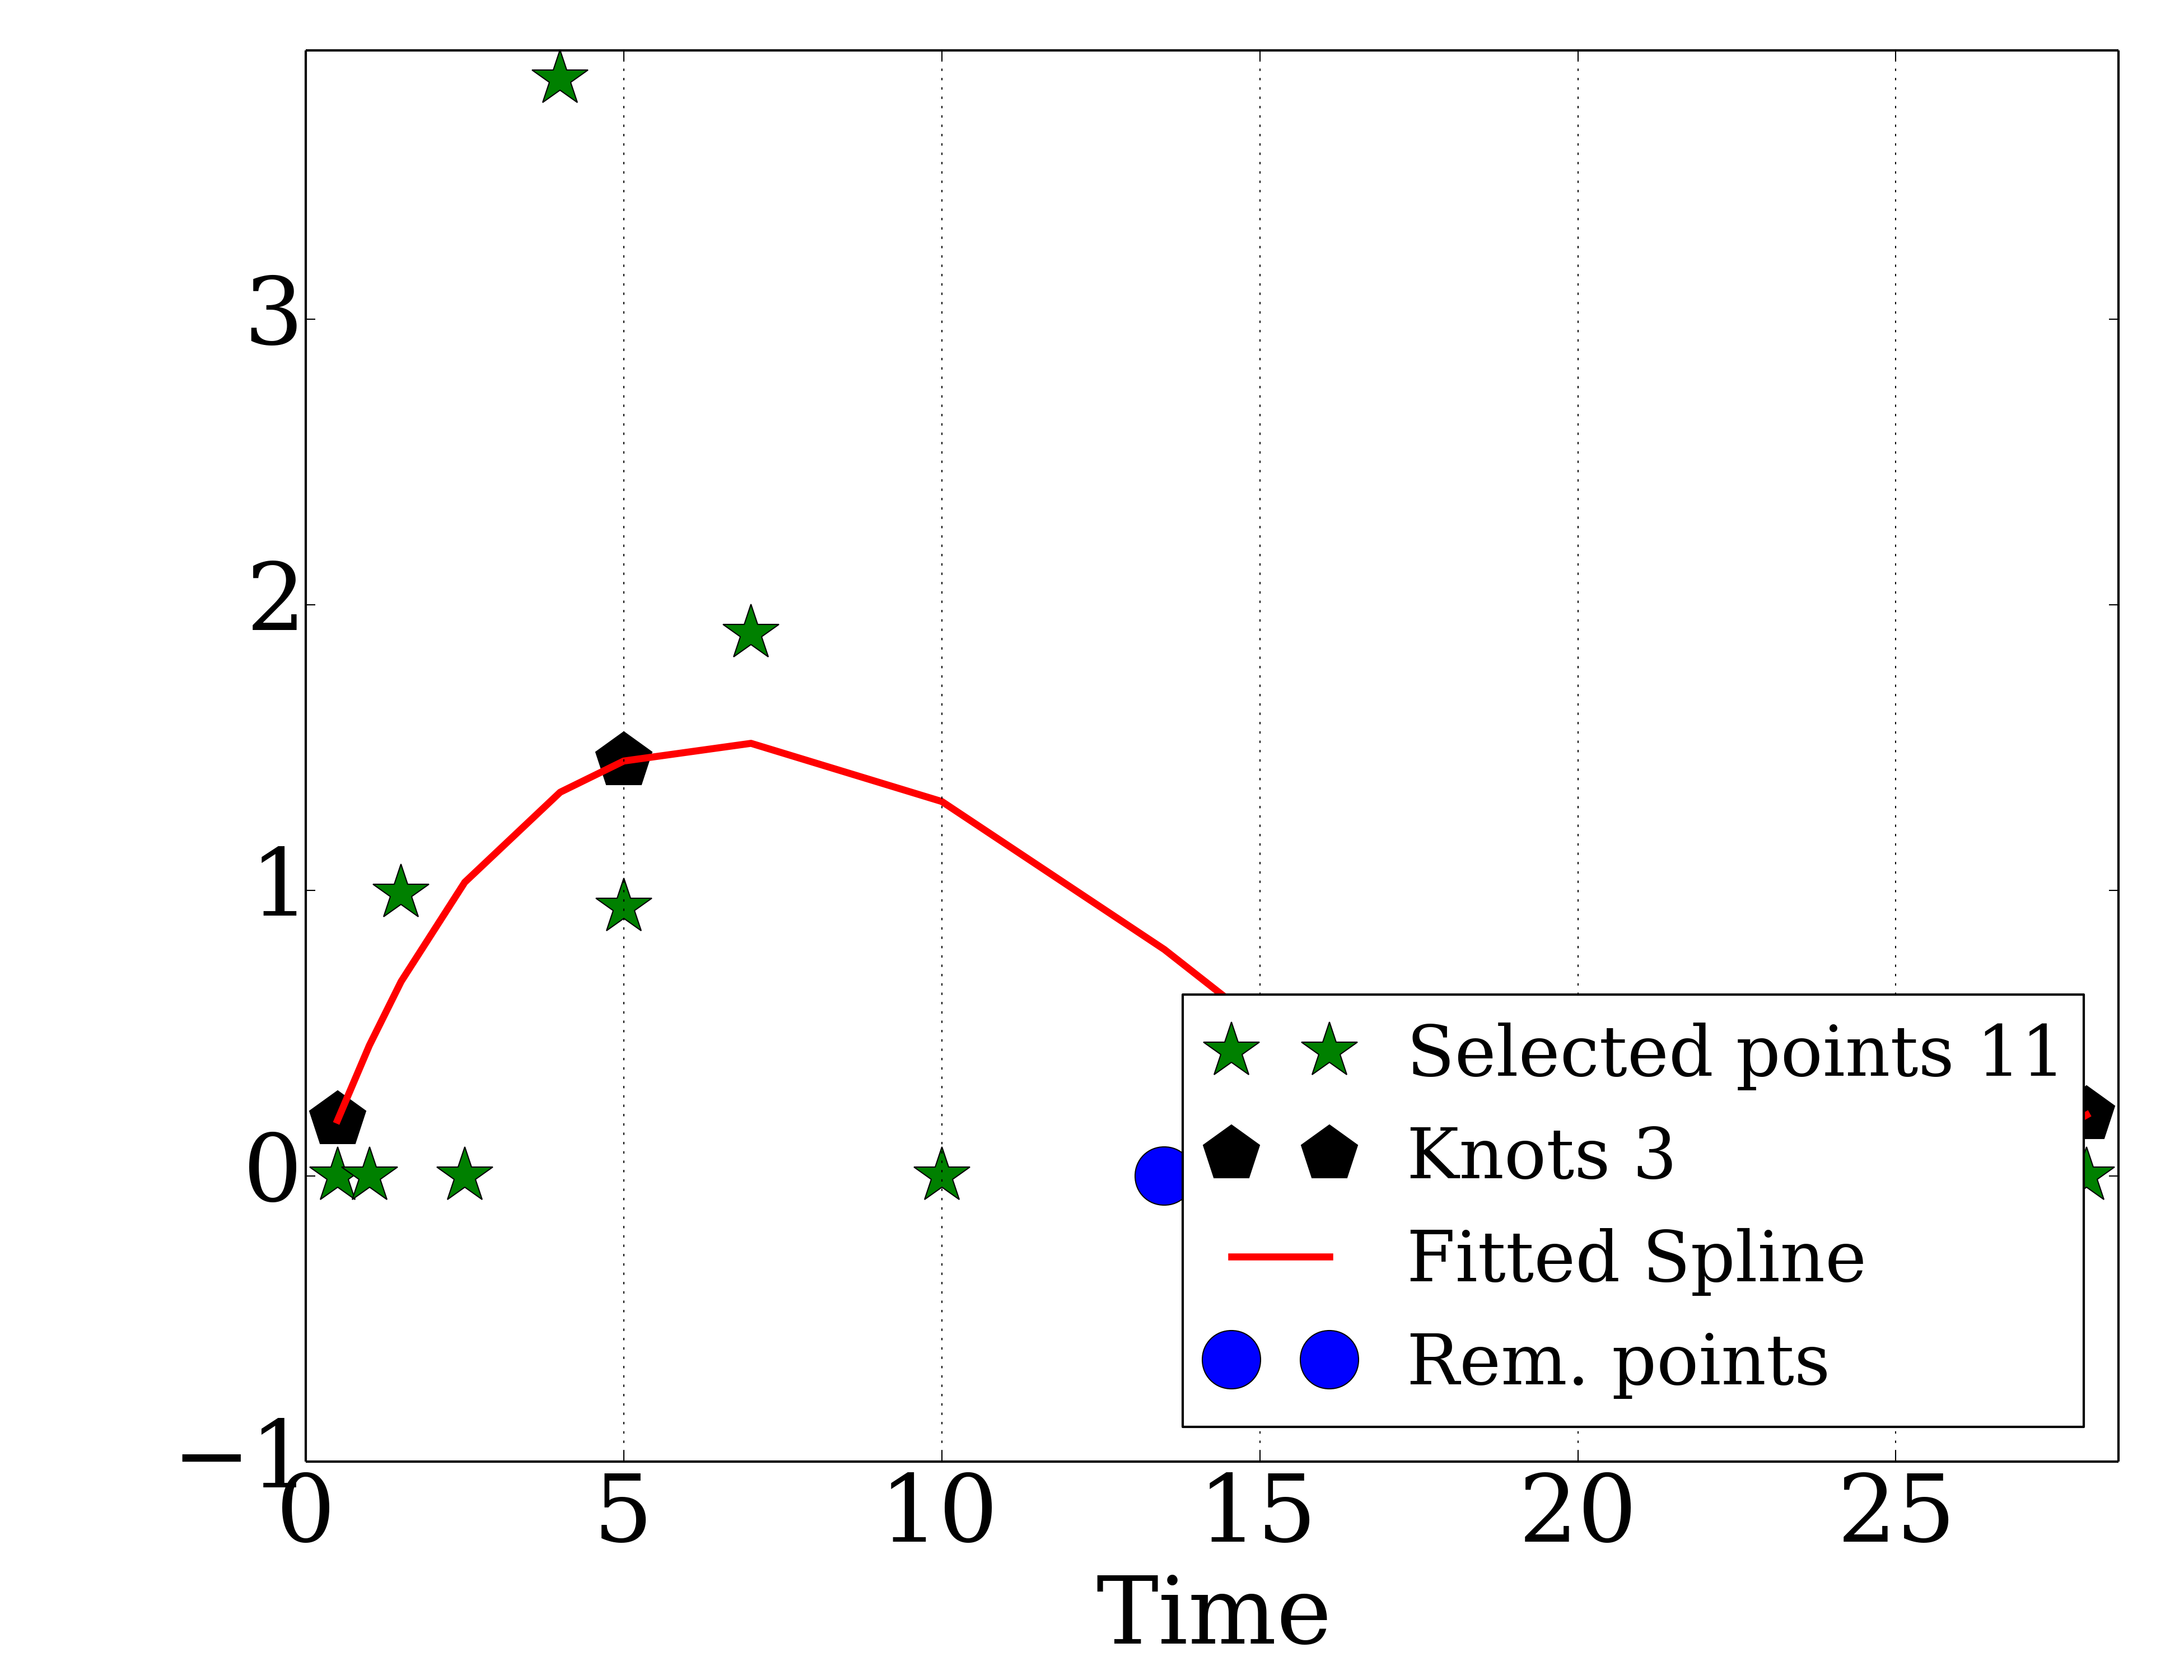 3
2
1
0
−1
0 5 10 15 20 25
Time
Selected points 11
Knots 3
Fitted Spline
Rem. points